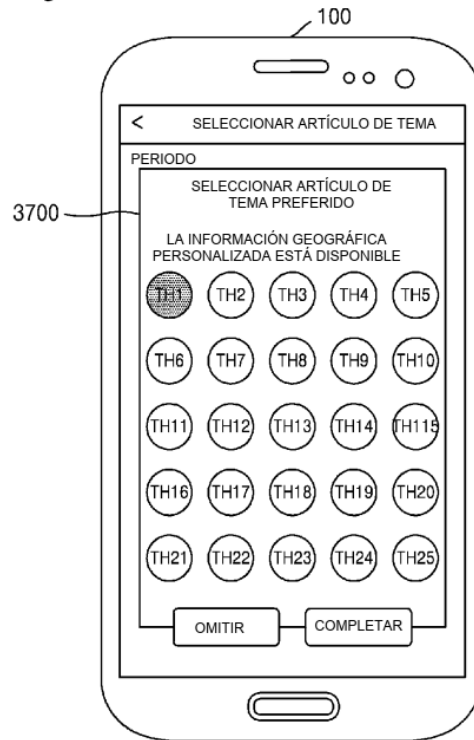 100
< SELECCIONAR ARTÍCULO DE TEMA
PERIODO
3700
SELECCIONAR ARTÍCULO DE
TEMA PREFERIDO
LA INFORMACIÓN GEOGRÁFICA
PERSONALIZADA ESTÁ DISPONIBLE
TH1 TH2 TH3 TH4 TH5
TH6 TH7 TH8 TH9 TH10
TH11 TH12 TH13 TH14 TH115
TH16 TH17 TH18 TH19 TH20
TH21 TH22 TH23 TH24 TH25
OMITIR COMPLETAR